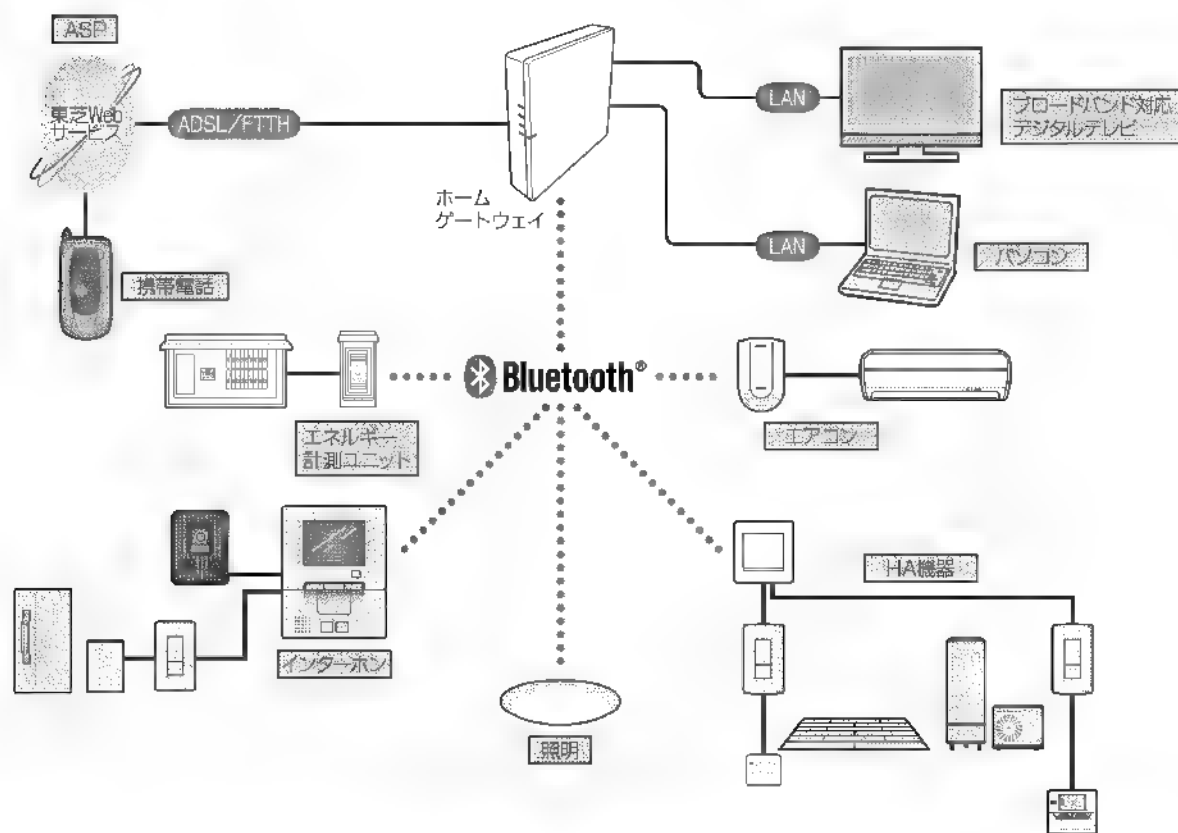 ASP
東芝Web
サービス
ADSL/FTTH
ホーム
ゲートウェイ
LAN
ブロードバンド対応
デジタルテレビ
LAN
パソコン
携帯電話
Bluetooth®
エネルギー
計測ユニット
エアコン
HA機器
インターホン
照明